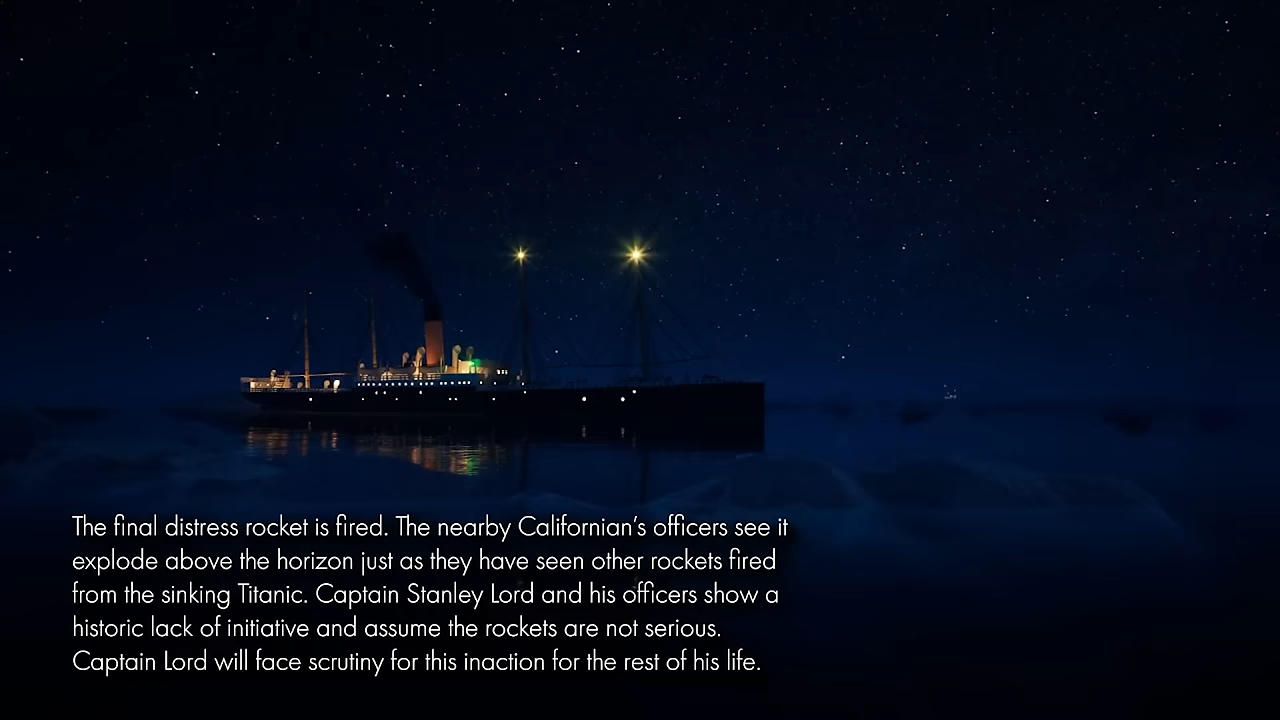 The final distress rocket is fired. The nearby Californian's officers see it
explode above the horizon just as they have seen other rockets fired
from the sinking Titanic. Captain Stanley Lord and his officers show a
historic lack of initiative and assume the rockets are not serious.
Captain Lord will face scrutiny for this inaction for the rest of his life.